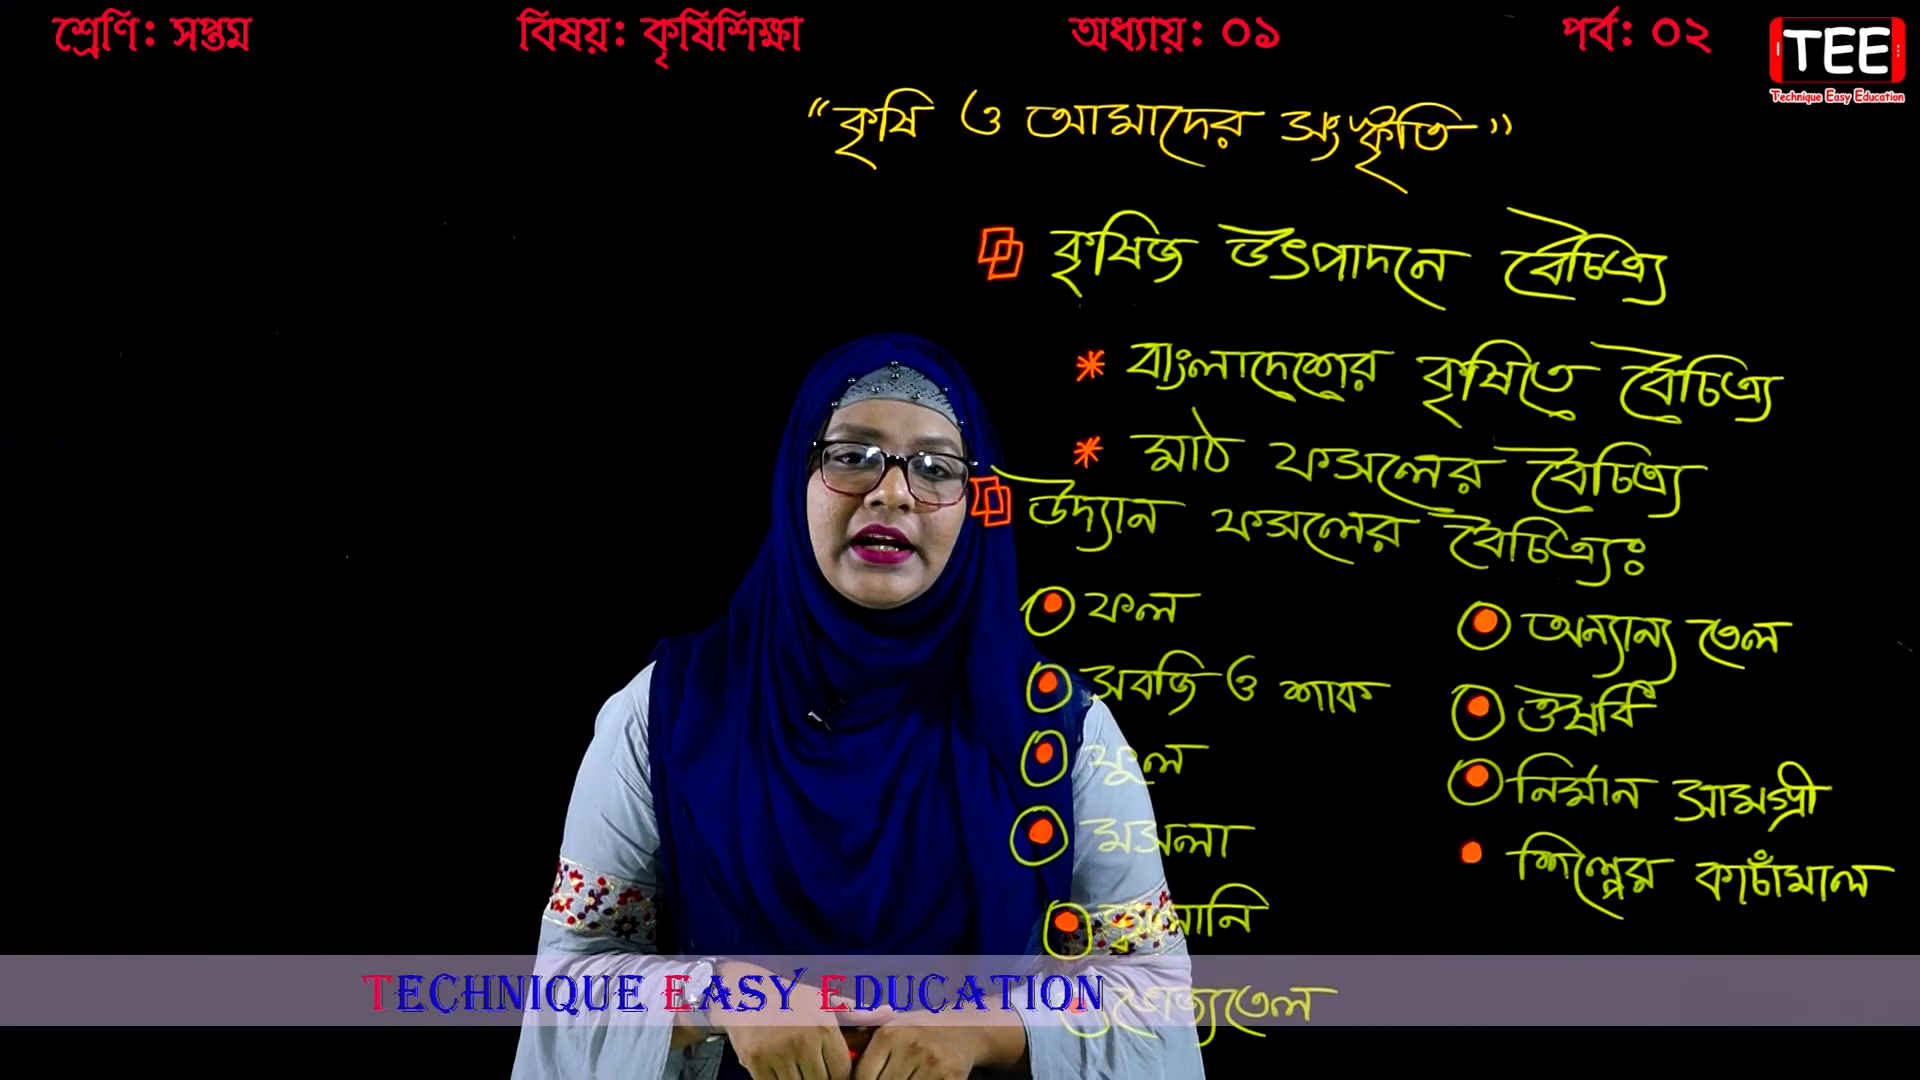 শ্রেণি: সপ্তম বিষয়: কৃষিশিক্ষা অধ্যায়: ০১ পর্ব: ০২
TEE
Technique Easy Education
“কৃষি ও আমাদের সংস্কৃতি”
কৃষিজ উৎপাদনে বৈচিত্র্য
* বাংলাদেশের কৃষিতে বৈচিত্র্য
* মাঠ ফসলের বৈচিত্র্য
উদ্যান ফসলের বৈচিত্র্যঃ
ফল
সবজি ও শাক
ফুল
মসলা
জ্বালানি
ভোজ্যতেল
অন্যান্য তেল
ঔষধি
নির্মান সামগ্রী
শিল্পের কাচাঁমাল
TECHNIQUE EASY EDUCATION